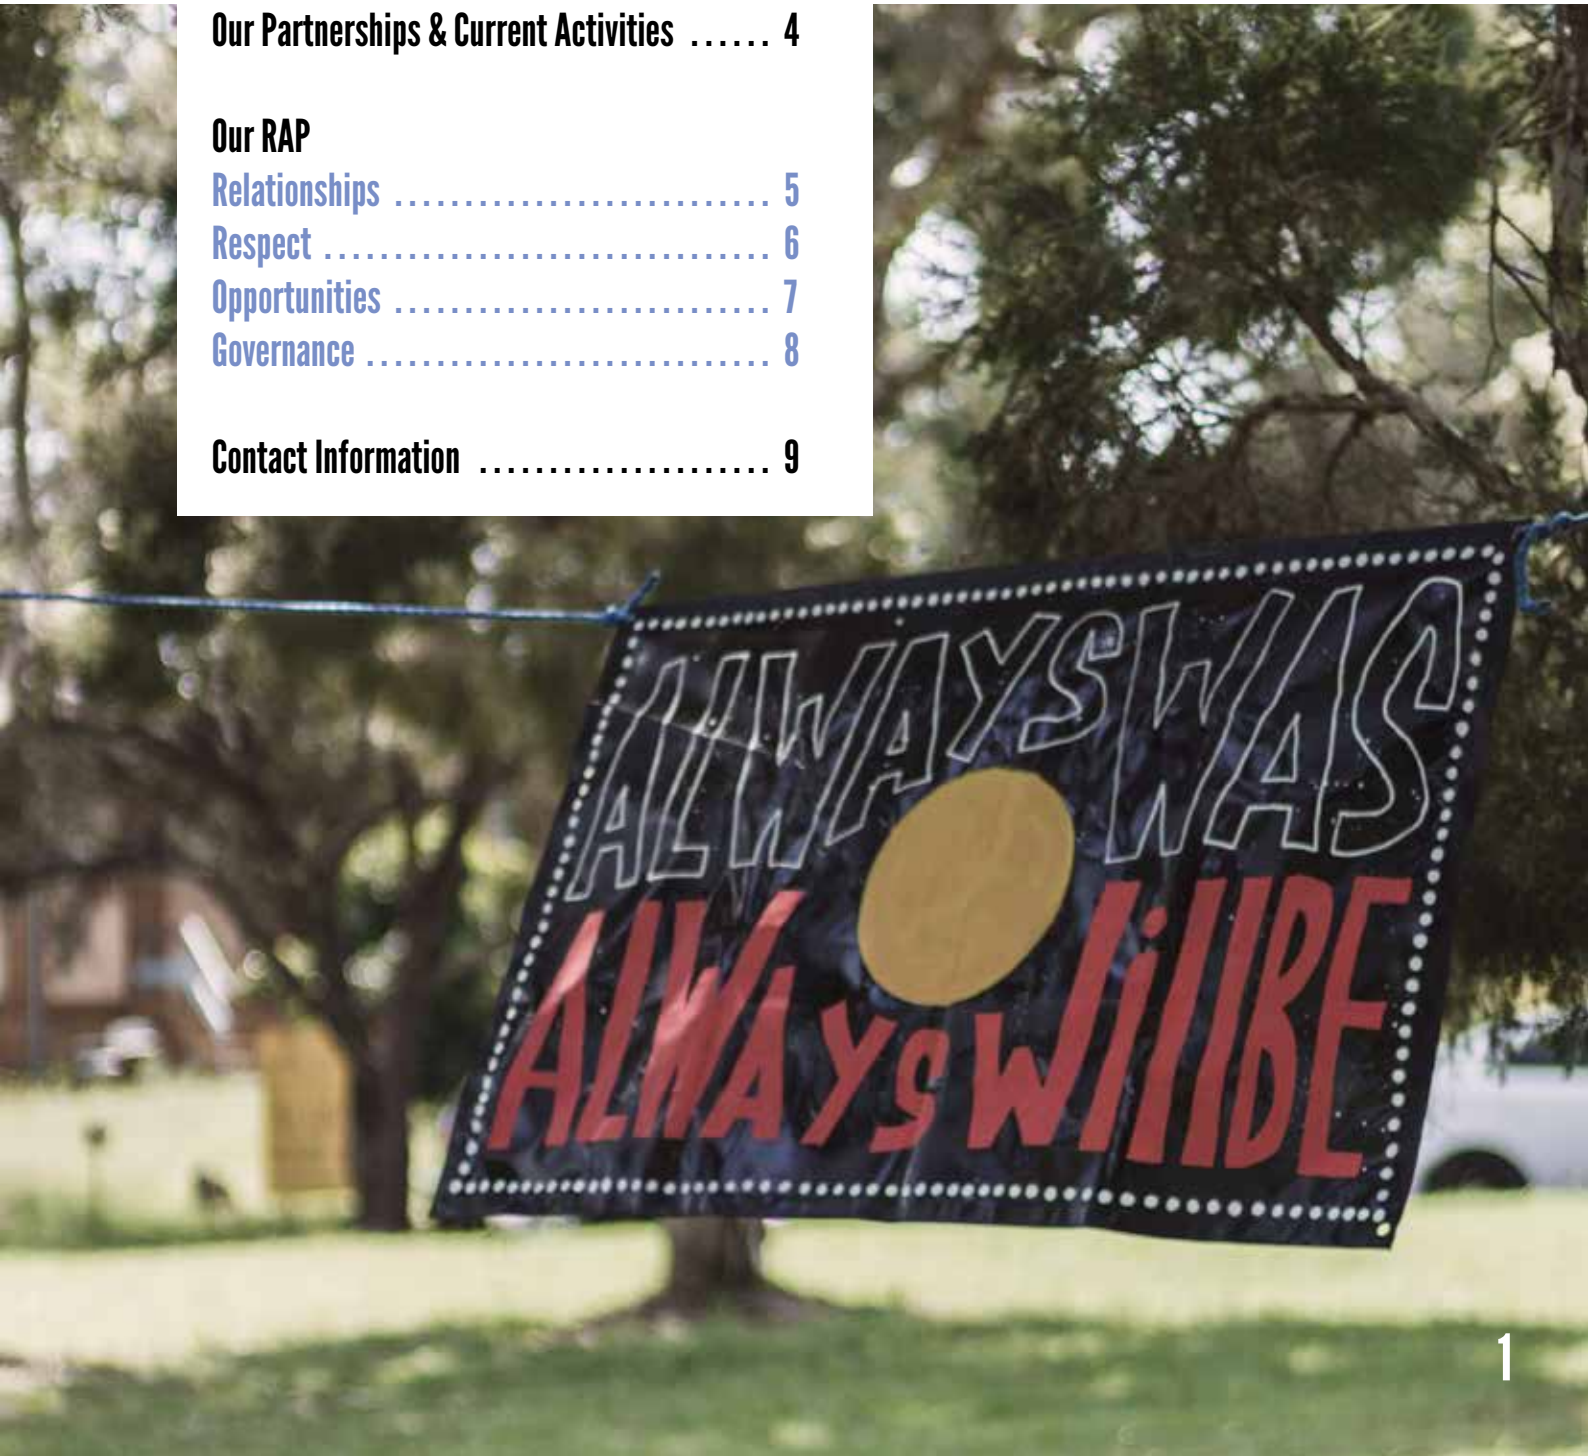 Our Partnerships & Current Activities ...... 4
Our RAP
Relationships ........................... 5
Respect ................................ 6
Opportunities ........................... 7
Governance ............................. 8
Contact Information ..................... 9
ALWAYS WAS
ALWAYS WiLL BE
1